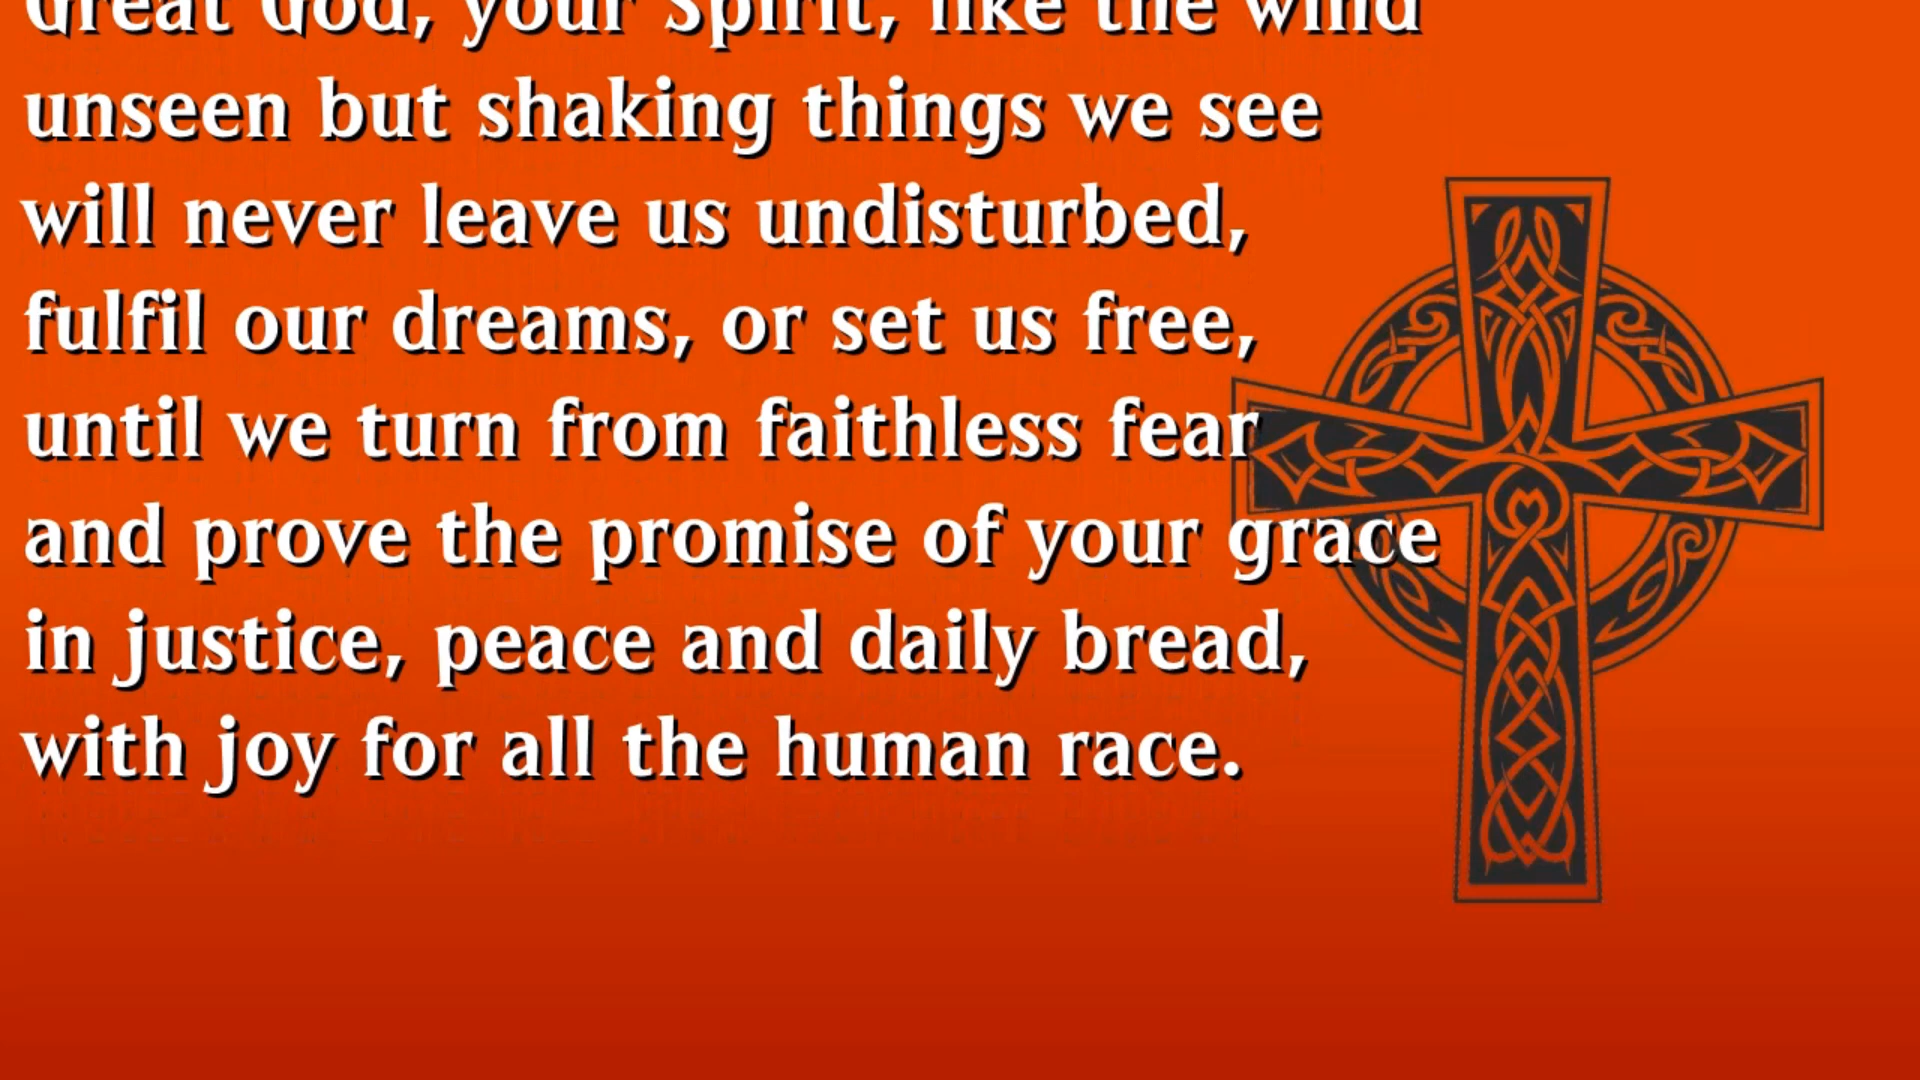 Great God, your Spirit, like the wind
unseen but shaking things we see
will never leave us undisturbed,
fulfil our dreams, or set us free,
until we turn from faithless fear
and prove the promise of your grace
in justice, peace and daily bread,
with joy for all the human race.